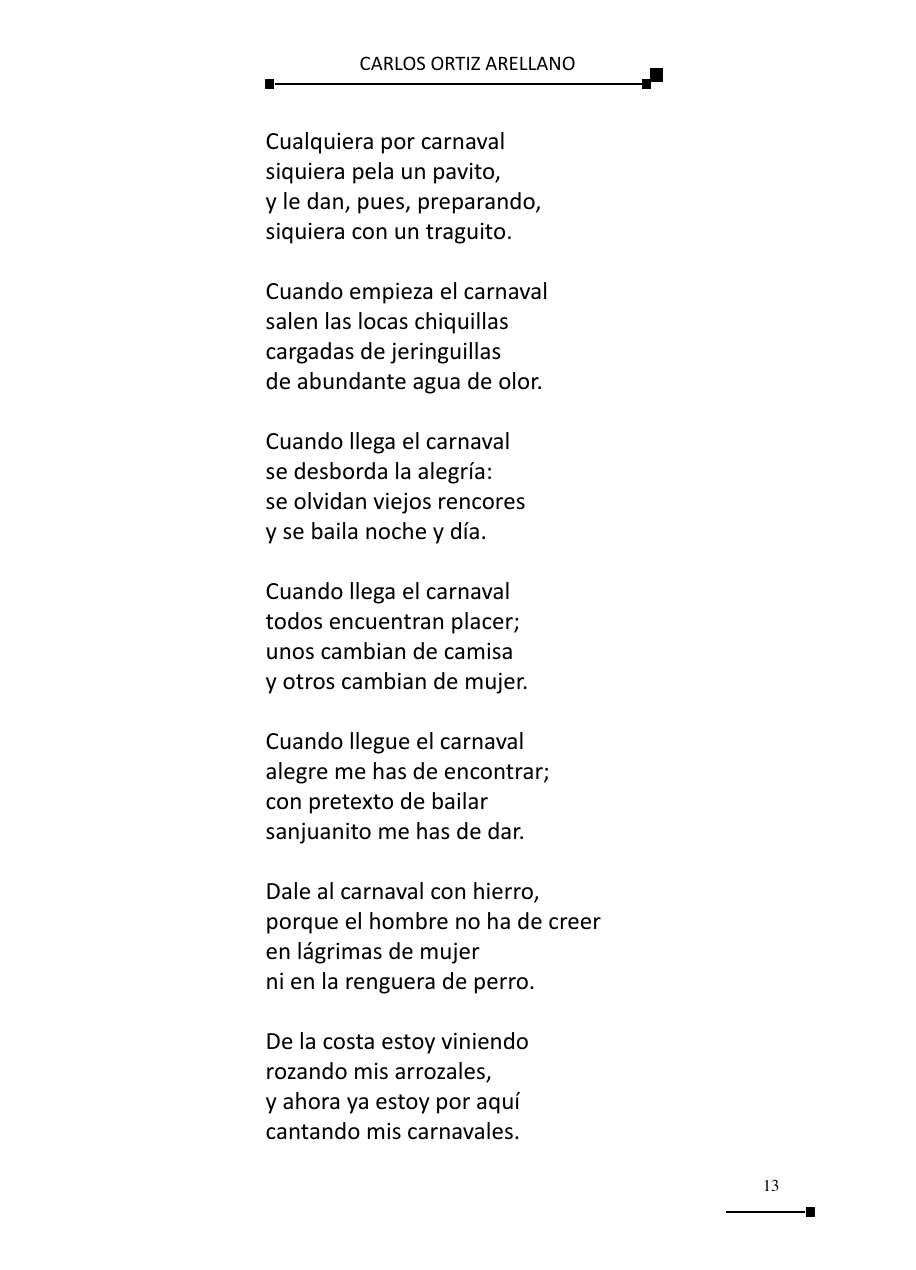 CARLOS ORTIZ ARELLANO
Cualquiera por carnaval
siquiera pela un pavito,
y le dan, pues, preparando,
siquiera con un traguito.
Cuando empieza el carnaval
salen las locas chiquillas
cargadas de jeringuillas
de abundante agua de olor.
Cuando llega el carnaval
se desborda la alegría:
se olvidan viejos rencores
y se baila noche y día.
Cuando llega el carnaval
todos encuentran placer;
unos cambian de camisa
y otros cambian de mujer.
Cuando llegue el carnaval
alegre me has de encontrar;
con pretexto de bailar
sanjuanito me has de dar.
Dale al carnaval con hierro,
porque el hombre no ha de creer
en lágrimas de mujer
ni en la renguera de perro.
De la costa estoy viniendo
rozando mis arrozales,
y ahora ya estoy por aquí
cantando mis carnavales.
13